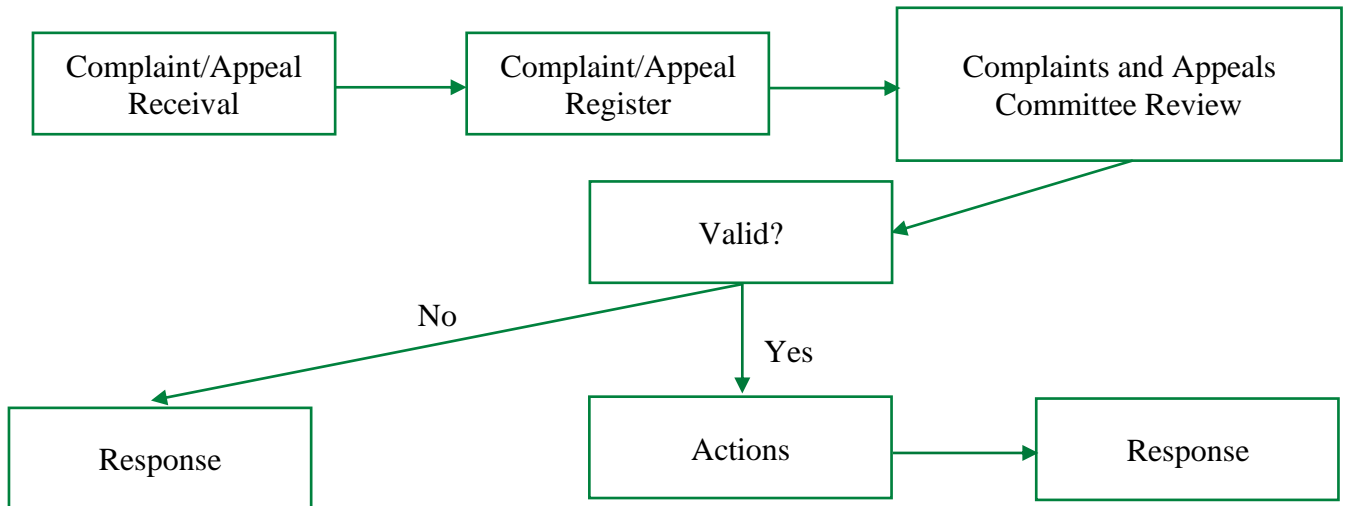 Complaint/Appeal
Receival
Complaint/Appeal
Register
Complaints and Appeals
Committee Review
Valid?
No
Yes
Response
Actions
Response